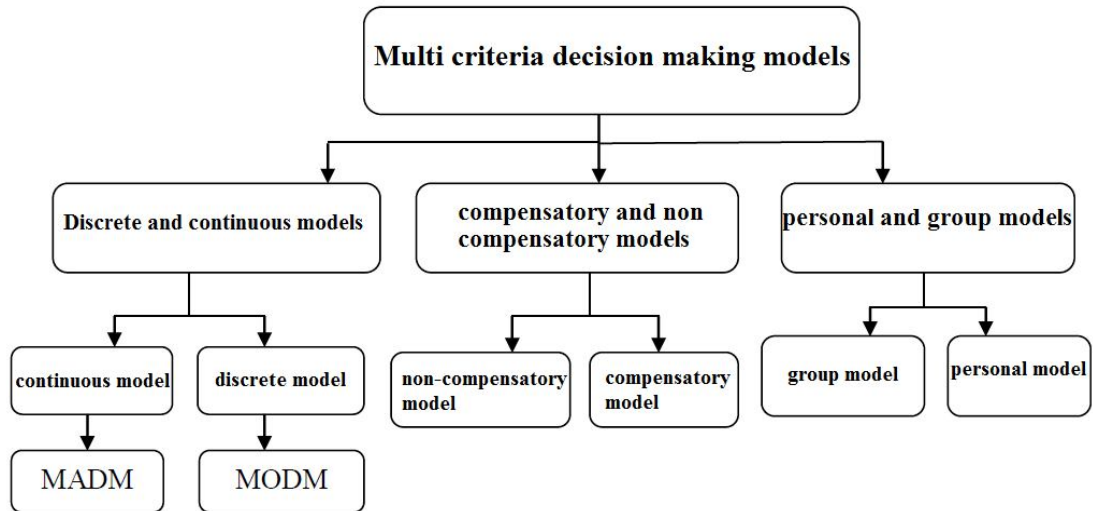 Multi criteria decision making models
Discrete and continuous models
compensatory and non
compensatory models
personal and group models
continuous model
discrete model
non-compensatory
model
compensatory
model
group model
personal model
MADM
MODM